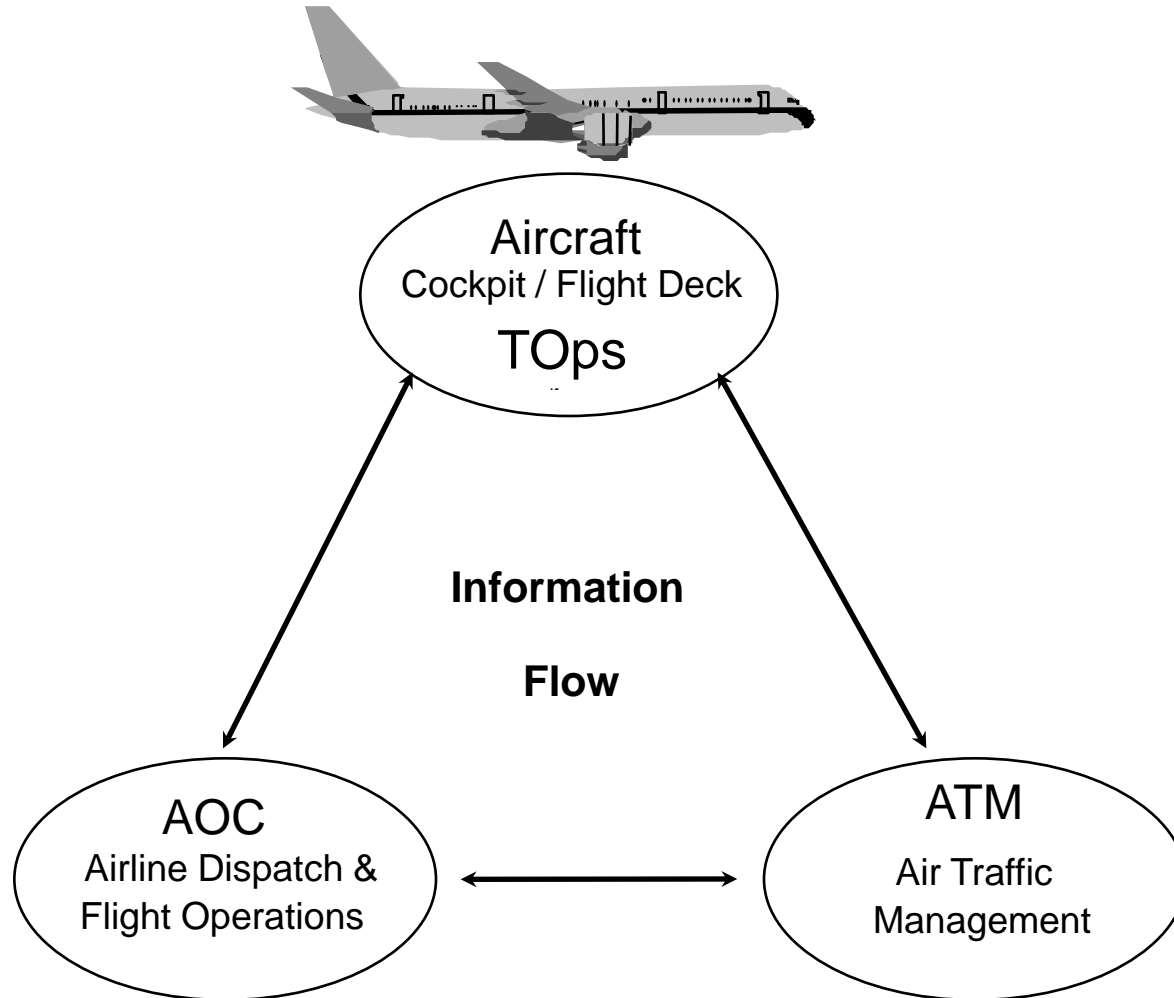 Aircraft
Cockpit / Flight Deck
TOps
Information
Flow
AOC
Airline Dispatch &
Flight Operations
ATM
Air Traffic
Management